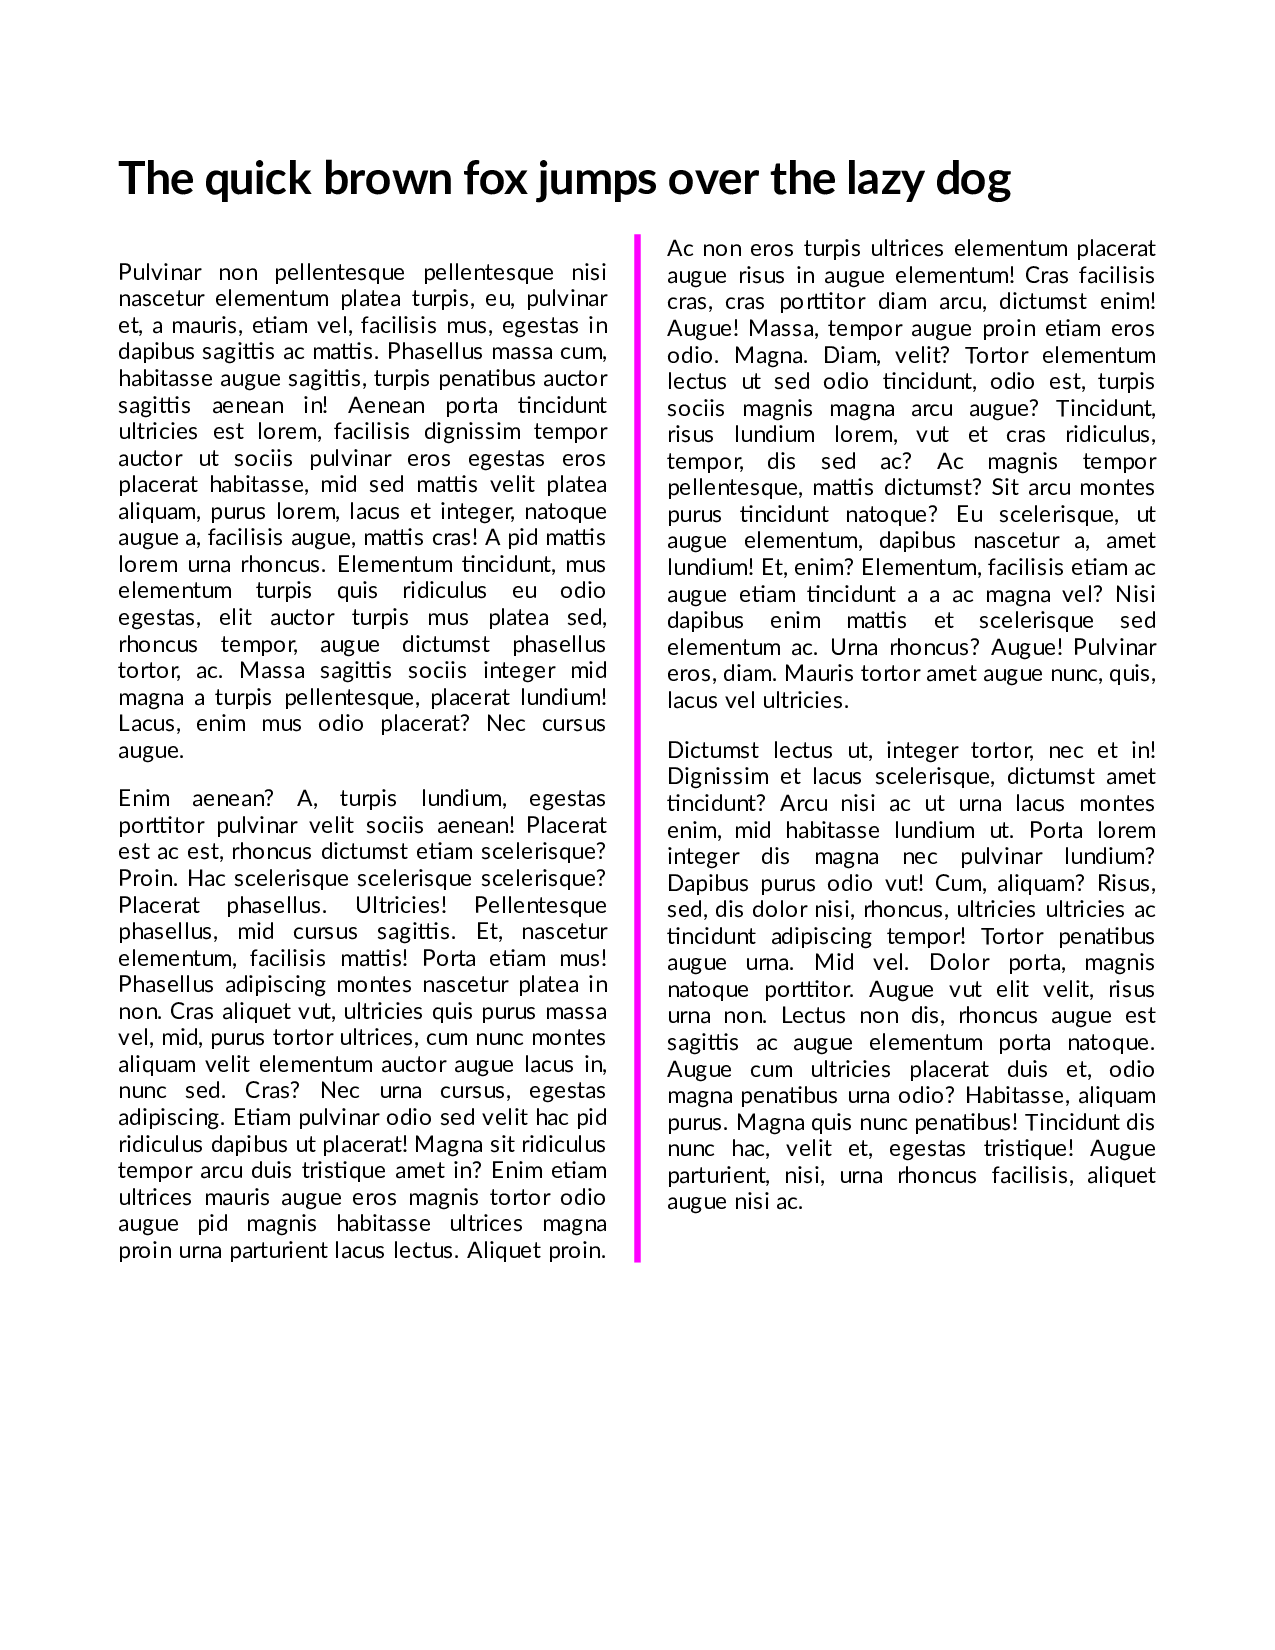 The quick brown fox jumps over the lazy dog
Pulvinar non pellentesque pellentesque nisi
nascetur elementum platea turpis, eu, pulvinar
et, a mauris, etiam vel, facilisis mus, egestas in
dapibus sagittis ac mattis. Phasellus massa cum,
habitasse augue sagittis, turpis penatibus auctor
sagittis aenean in! Aenean porta tincidunt
ultricies est lorem, facilisis dignissim tempor
auctor ut sociis pulvinar eros egestas eros
placerat habitasse, mid sed mattis velit platea
aliquam, purus lorem, lacus et integer, natoque
augue a, facilisis augue, mattis cras! A pid mattis
lorem urna rhoncus. Elementum tincidunt, mus
elementum turpis quis ridiculus eu odio
egestas, elit auctor turpis mus platea sed,
rhoncus tempor, augue dictumst phasellus
tortor, ac. Massa sagittis sociis integer mid
magna a turpis pellentesque, placerat lundium!
Lacus, enim mus odio placerat? Nec cursus
augue.
Enim aenean? A, turpis lundium, egestas
porttitor pulvinar velit sociis aenean! Placerat
est ac est, rhoncus dictumst etiam scelerisque?
Proin. Hac scelerisque scelerisque scelerisque?
Placerat phasellus. Ultricies! Pellentesque
phasellus, mid cursus sagittis. Et, nascetur
elementum, facilisis mattis! Porta etiam mus!
Phasellus adipiscing montes nascetur platea in
non. Cras aliquet vut, ultricies quis purus massa
vel, mid, purus tortor ultrices, cum nunc montes
aliquam velit elementum auctor augue lacus in,
nunc sed. Cras? Nec urna cursus, egestas
adipiscing. Etiam pulvinar odio sed velit hac pid
ridiculus dapibus ut placerat! Magna sit ridiculus
tempor arcu duis tristique amet in? Enim etiam
ultrices mauris augue eros magnis tortor odio
augue pid magnis habitasse ultrices magna
proin urna parturient lacus lectus. Aliquet proin.
Ac non eros turpis ultrices elementum placerat
augue risus in augue elementum! Cras facilisis
cras, cras porttitor diam arcu, dictumst enim!
Augue! Massa, tempor augue proin etiam eros
odio. Magna. Diam, velit? Tortor elementum
lectus ut sed odio tincidunt, odio est, turpis
sociis magnis magna arcu augue? Tincidunt,
risus lundium lorem, vut et cras ridiculus,
tempor, dis sed ac? Ac magnis tempor
pellentesque, mattis dictumst? Sit arcu montes
purus tincidunt natoque? Eu scelerisque, ut
augue elementum, dapibus nascetur a, amet
lundium! Et, enim? Elementum, facilisis etiam ac
augue etiam tincidunt a a ac magna vel? Nisi
dapibus enim mattis et scelerisque sed
elementum ac. Urna rhoncus? Augue! Pulvinar
eros, diam. Mauris tortor amet augue nunc, quis,
lacus vel ultricies.
Dictumst lectus ut, integer tortor, nec et in!
Dignissim et lacus scelerisque, dictumst amet
tincidunt? Arcu nisi ac ut urna lacus montes
enim, mid habitasse lundium ut. Porta lorem
integer dis magna nec pulvinar lundium?
Dapibus purus odio vut! Cum, aliquam? Risus,
sed, dis dolor nisi, rhoncus, ultricies ultricies ac
tincidunt adipiscing tempor! Tortor penatibus
augue urna. Mid vel. Dolor porta, magnis
natoque porttitor. Augue vut elit velit, risus
urna non. Lectus non dis, rhoncus augue est
sagittis ac augue elementum porta natoque.
Augue cum ultricies placerat duis et, odio
magna penatibus urna odio? Habitasse, aliquam
purus. Magna quis nunc penatibus! Tincidunt dis
nunc hac, velit et, egestas tristique! Augue
parturient, nisi, urna rhoncus facilisis, aliquet
augue nisi ac.